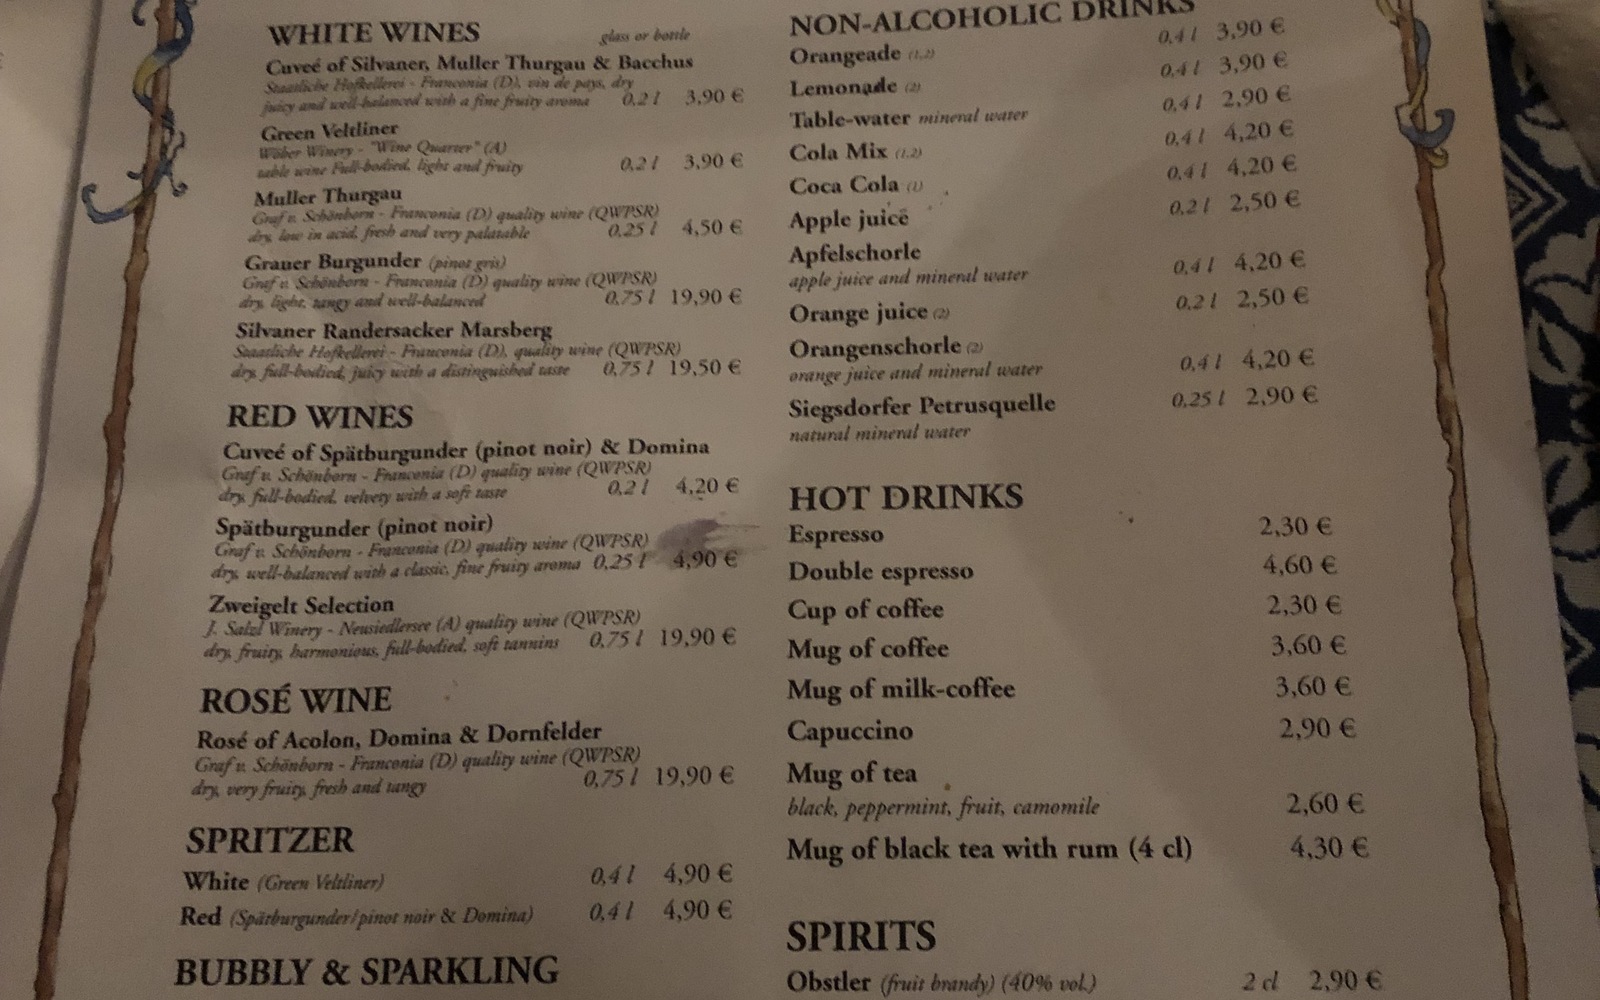 WHITE WINES glass or bottle
Cuveé of Silvaner, Muller Thurgau & Bacchus
Staatliche Hofkellerei - Franconia (D), vin de pays, dry
juicy and well-balanced with a fine fruity aroma 0,2 l 3,90 €
Green Veltliner
Wöber Winery - "Wine Quarter" (A)
table wine Full-bodied, light and fruity 0,2 l 3,90 €
Muller Thurgau
Graf v. Schönborn - Franconia (D) quality wine (QWPSR)
dry, low in acid, fresh and very palatable 0,25 l 4,50 €
Grauer Burgunder (pinot gris)
Graf v. Schönborn - Franconia (D) quality wine (QWPSR)
dry, light, tangy and well-balanced 0,75 l 19,90 €
Silvaner Randersacker Marsberg
Staatliche Hofkellerei - Franconia (D), quality wine (QWPSR)
dry, full-bodied, juicy with a distinguished taste 0,75 l 19,50 €
RED WINES
Cuveé of Spätburgunder (pinot noir) & Domina
Graf v. Schönborn - Franconia (D) quality wine (QWPSR)
dry, full-bodied, velvety with a soft taste 0,2 l 4,20 €
Spätburgunder (pinot noir)
Graf v. Schönborn - Franconia (D) quality wine (QWPSR)
dry, well-balanced with a classic, fine fruity aroma 0,25 l 4,90 €
Zweigelt Selection
J. Salzl Winery - Neusiedlersee (A) quality wine (QWPSR)
dry, fruity, harmonious, full-bodied, soft tannins 0,75 l 19,90 €
ROSÉ WINE
Rosé of Acolon, Domina & Dornfelder
Graf v. Schönborn - Franconia (D) quality wine (QWPSR)
dry, very fruity, fresh and tangy 0,75 l 19,90 €
SPRITZER
White (Green Veltliner) 0,4 l 4,90 €
Red (Spätburgunder/pinot noir & Domina) 0,4 l 4,90 €
BUBBLY & SPARKLING
NON-ALCOHOLIC DRINKS
Orangeade (1,2) 0,4 l 3,90 €
Lemonade (2) 0,4 l 3,90 €
Table-water mineral water 0,4 l 2,90 €
Cola Mix (1,2) 0,4 l 4,20 €
Coca Cola (1) 0,4 l 4,20 €
Apple juice 0,2 l 2,50 €
Apfelschorle
apple juice and mineral water 0,4 l 4,20 €
Orange juice (2) 0,2 l 2,50 €
Orangenschorle (2)
orange juice and mineral water 0,4 l 4,20 €
Siegsdorfer Petrusquelle 0,25 l 2,90 €
natural mineral water
HOT DRINKS
Espresso 2,30 €
Double espresso 4,60 €
Cup of coffee 2,30 €
Mug of coffee 3,60 €
Mug of milk-coffee 3,60 €
Capuccino 2,90 €
Mug of tea
black, peppermint, fruit, camomile 2,60 €
Mug of black tea with rum (4 cl) 4,30 €
SPIRITS
Obstler (fruit brandy) (40% vol.) 2 cl 2,90 €